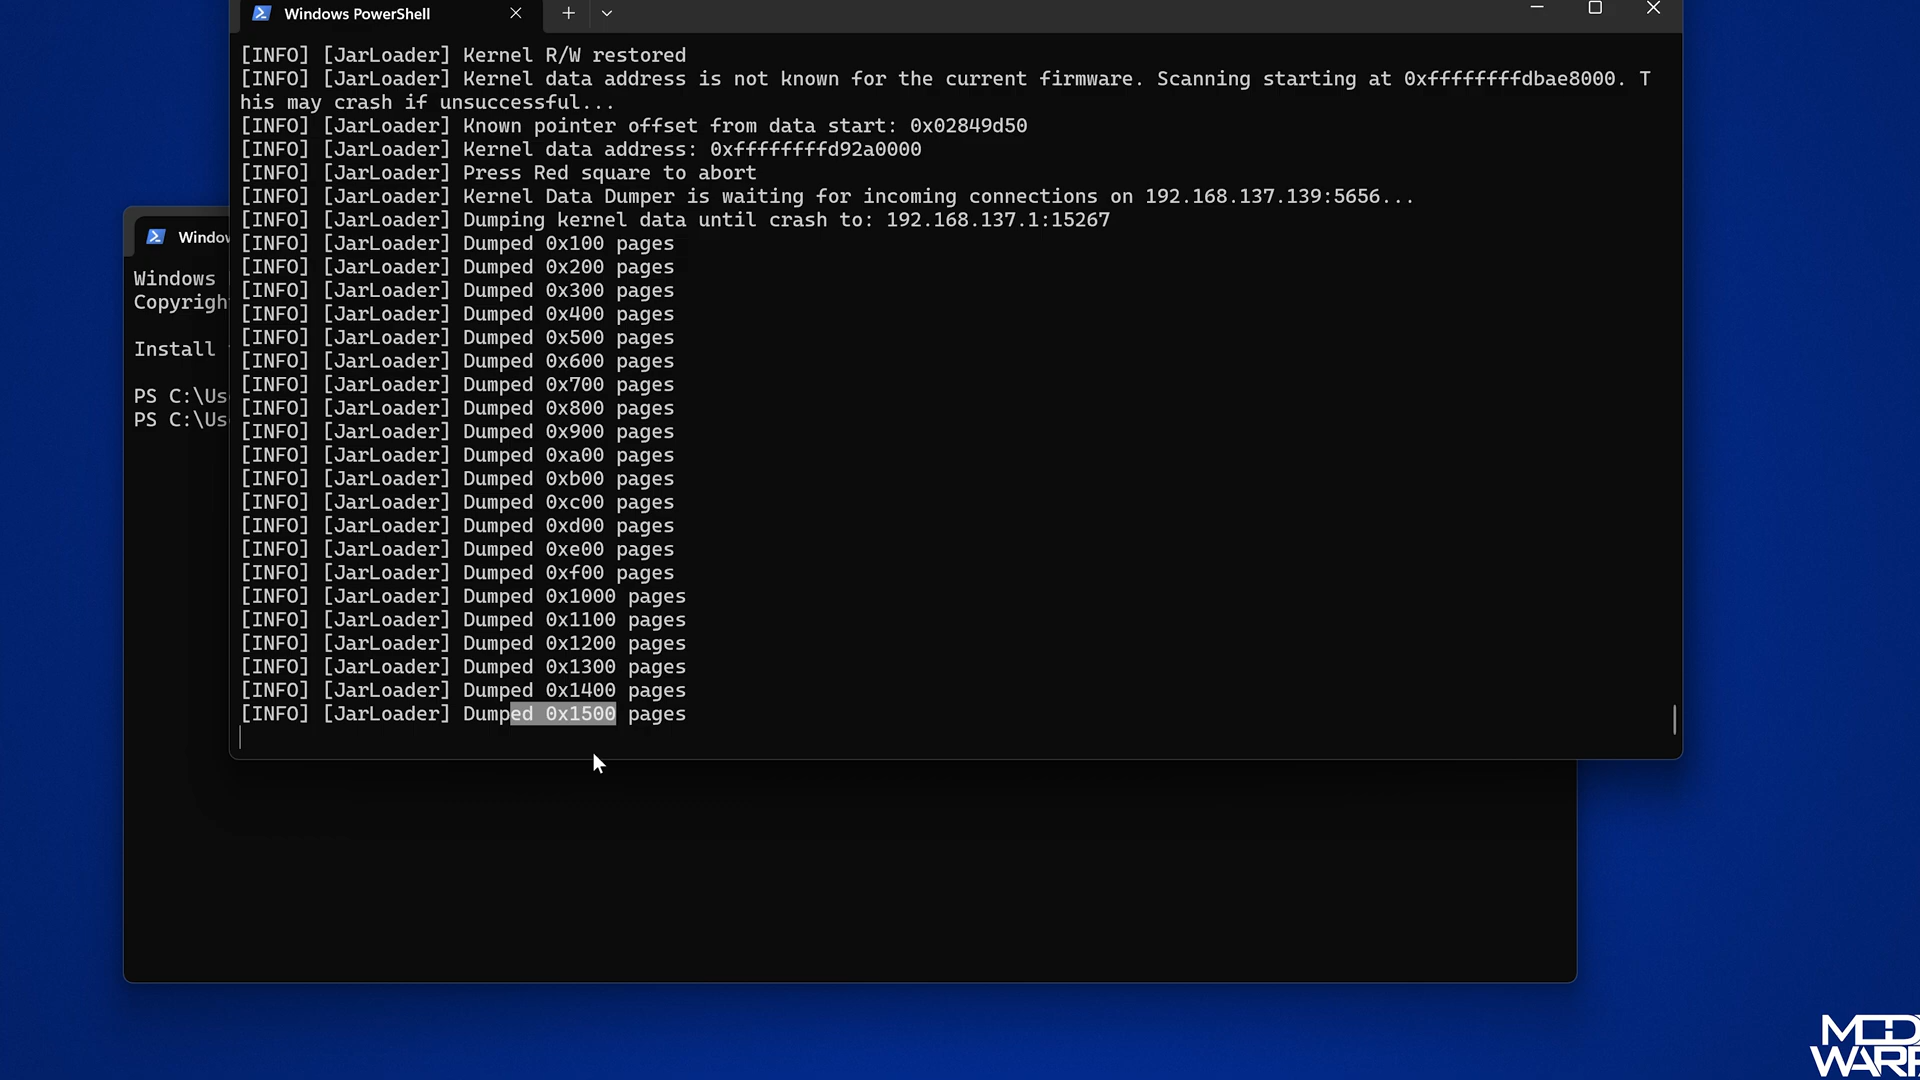 Windows PowerShell
[INFO] [JarLoader] Kernel R/W restored
[INFO] [JarLoader] Kernel data address is not known for the current firmware. Scanning starting at 0xffffffffdbae8000. T
his may crash if unsuccessful...
[INFO] [JarLoader] Known pointer offset from data start: 0x02849d50
[INFO] [JarLoader] Kernel data address: 0xffffffffd92a0000
[INFO] [JarLoader] Press Red square to abort
[INFO] [JarLoader] Kernel Data Dumper is waiting for incoming connections on 192.168.137.139:5656...
[INFO] [JarLoader] Dumping kernel data until crash to: 192.168.137.1:15267
[INFO] [JarLoader] Dumped 0x100 pages
[INFO] [JarLoader] Dumped 0x200 pages
[INFO] [JarLoader] Dumped 0x300 pages
[INFO] [JarLoader] Dumped 0x400 pages
[INFO] [JarLoader] Dumped 0x500 pages
[INFO] [JarLoader] Dumped 0x600 pages
[INFO] [JarLoader] Dumped 0x700 pages
[INFO] [JarLoader] Dumped 0x800 pages
[INFO] [JarLoader] Dumped 0x900 pages
[INFO] [JarLoader] Dumped 0xa00 pages
[INFO] [JarLoader] Dumped 0xb00 pages
[INFO] [JarLoader] Dumped 0xc00 pages
[INFO] [JarLoader] Dumped 0xd00 pages
[INFO] [JarLoader] Dumped 0xe00 pages
[INFO] [JarLoader] Dumped 0xf00 pages
[INFO] [JarLoader] Dumped 0x1000 pages
[INFO] [JarLoader] Dumped 0x1100 pages
[INFO] [JarLoader] Dumped 0x1200 pages
[INFO] [JarLoader] Dumped 0x1300 pages
[INFO] [JarLoader] Dumped 0x1400 pages
[INFO] [JarLoader] Dumped 0x1500 pages
Windo
Windows
Copyrigh
Install
PS C:\Us
PS C:\Us
MOD
WAR